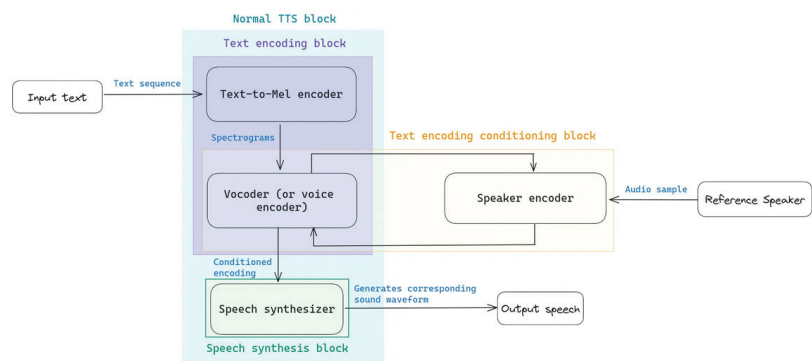 Normal TTS block
Text encoding block
Text sequence
Input text
Text-to-Mel encoder
Spectrograms
Text encoding conditioning block
Vocoder (or voice
encoder)
Speaker encoder
Audio sample
Reference Speaker
Conditioned
encoding
Generates corresponding
sound waveform
Speech synthesizer
Output speech
Speech synthesis block